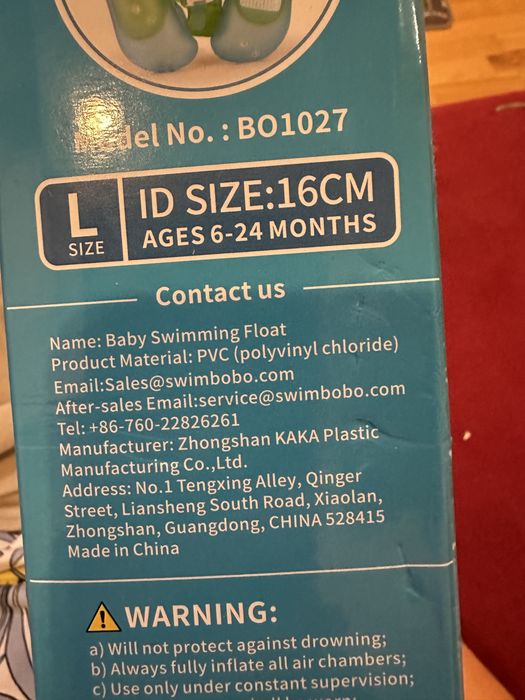 Model No. : BO1027
L
SIZE
ID SIZE:16CM
AGES 6-24 MONTHS
Contact us
Name: Baby Swimming Float
Product Material: PVC (polyvinyl chloride)
Email:Sales@swimbobo.com
After-sales Email:service@swimbobo.com
Tel: +86-760-22826261
Manufacturer: Zhongshan KAKA Plastic
Manufacturing Co.,Ltd.
Address: No.1 Tengxing Alley, Qinger
Street, Liansheng South Road, Xiaolan,
Zhongshan, Guangdong, CHINA 528415
Made in China
WARNING:
a) Will not protect against drowning;
b) Always fully inflate all air chambers;
c) Use only under constant supervision;